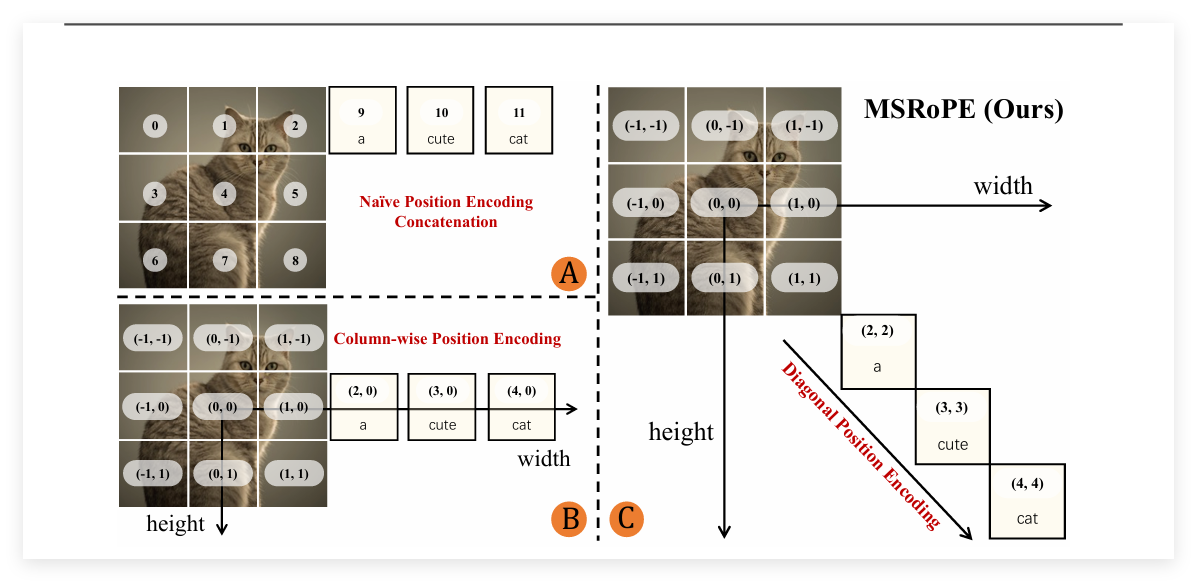 0
1
2
9
10
11
a
cute
cat
3
4
5
Naïve Position Encoding
Concatenation
6
7
8
A
(-1, -1)
(0, -1)
(1, -1)
Column-wise Position Encoding
(-1, 0)
(0, 0)
(1, 0)
(2, 0)
(3, 0)
(4, 0)
a
cute
cat
width
(-1, 1)
(0, 1)
(1, 1)
height
B
MSRoPE (Ours)
(-1, -1)
(0, -1)
(1, -1)
width
(-1, 0)
(0, 0)
(1, 0)
(-1, 1)
(0, 1)
(1, 1)
(2, 2)
a
Diagonal Position Encoding
(3, 3)
cute
height
(4, 4)
cat
C